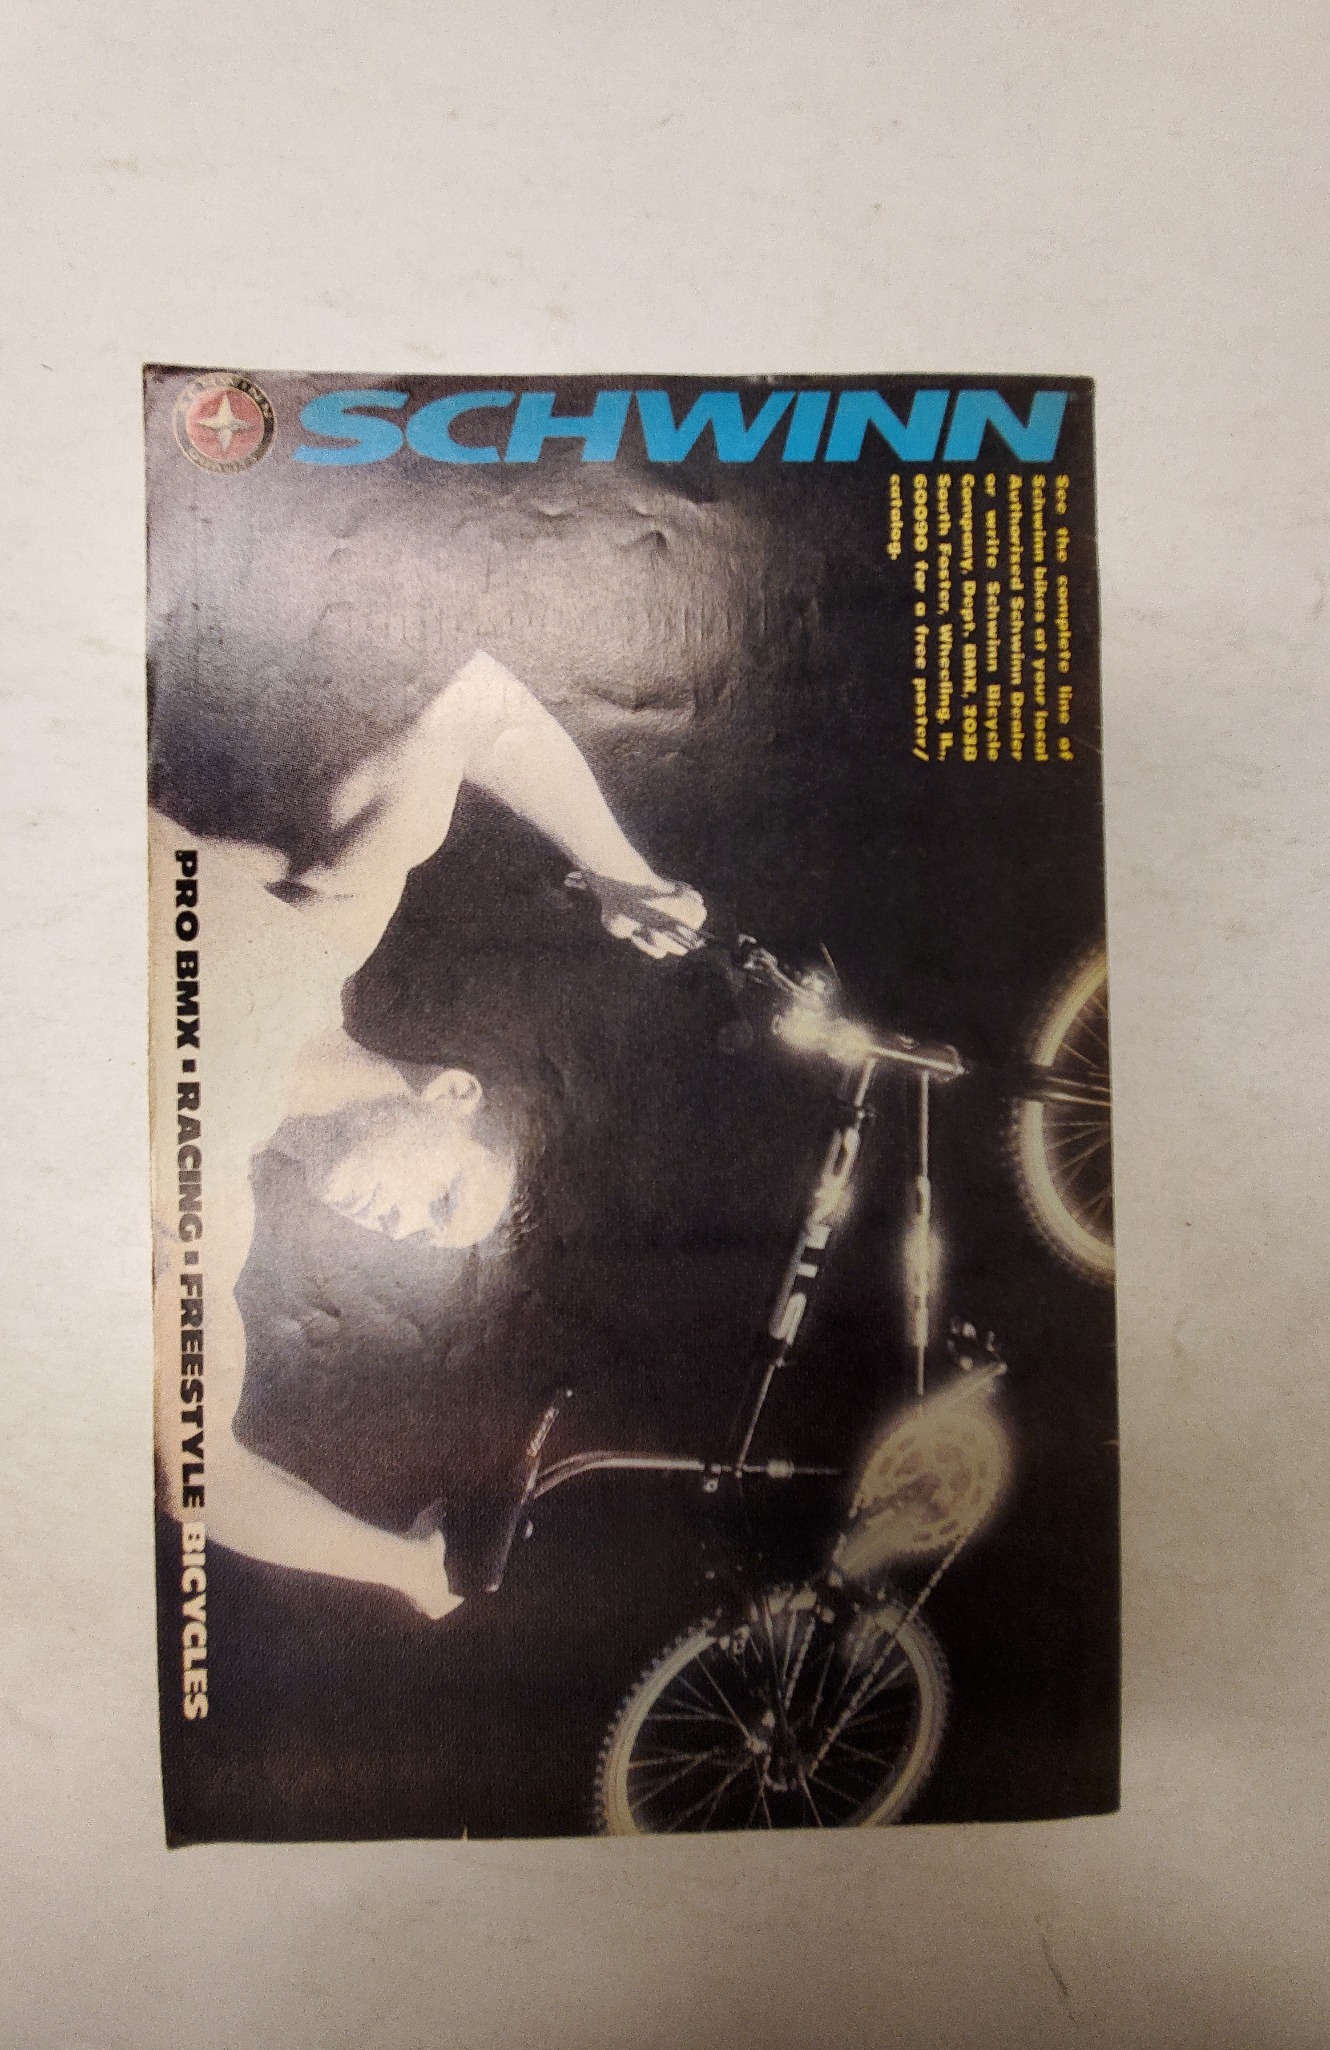 SCHWINN
See the complete line of
Schwinn bikes at your local
Authorized Schwinn Dealer
or write Schwinn Bicycle
Company, Dept. BMX, 2038
South Foster, Wheeling, IL,
60090 for a free poster/
catalog.
PRO BMX ▪ RACING ▪ FREESTYLE BICYCLES